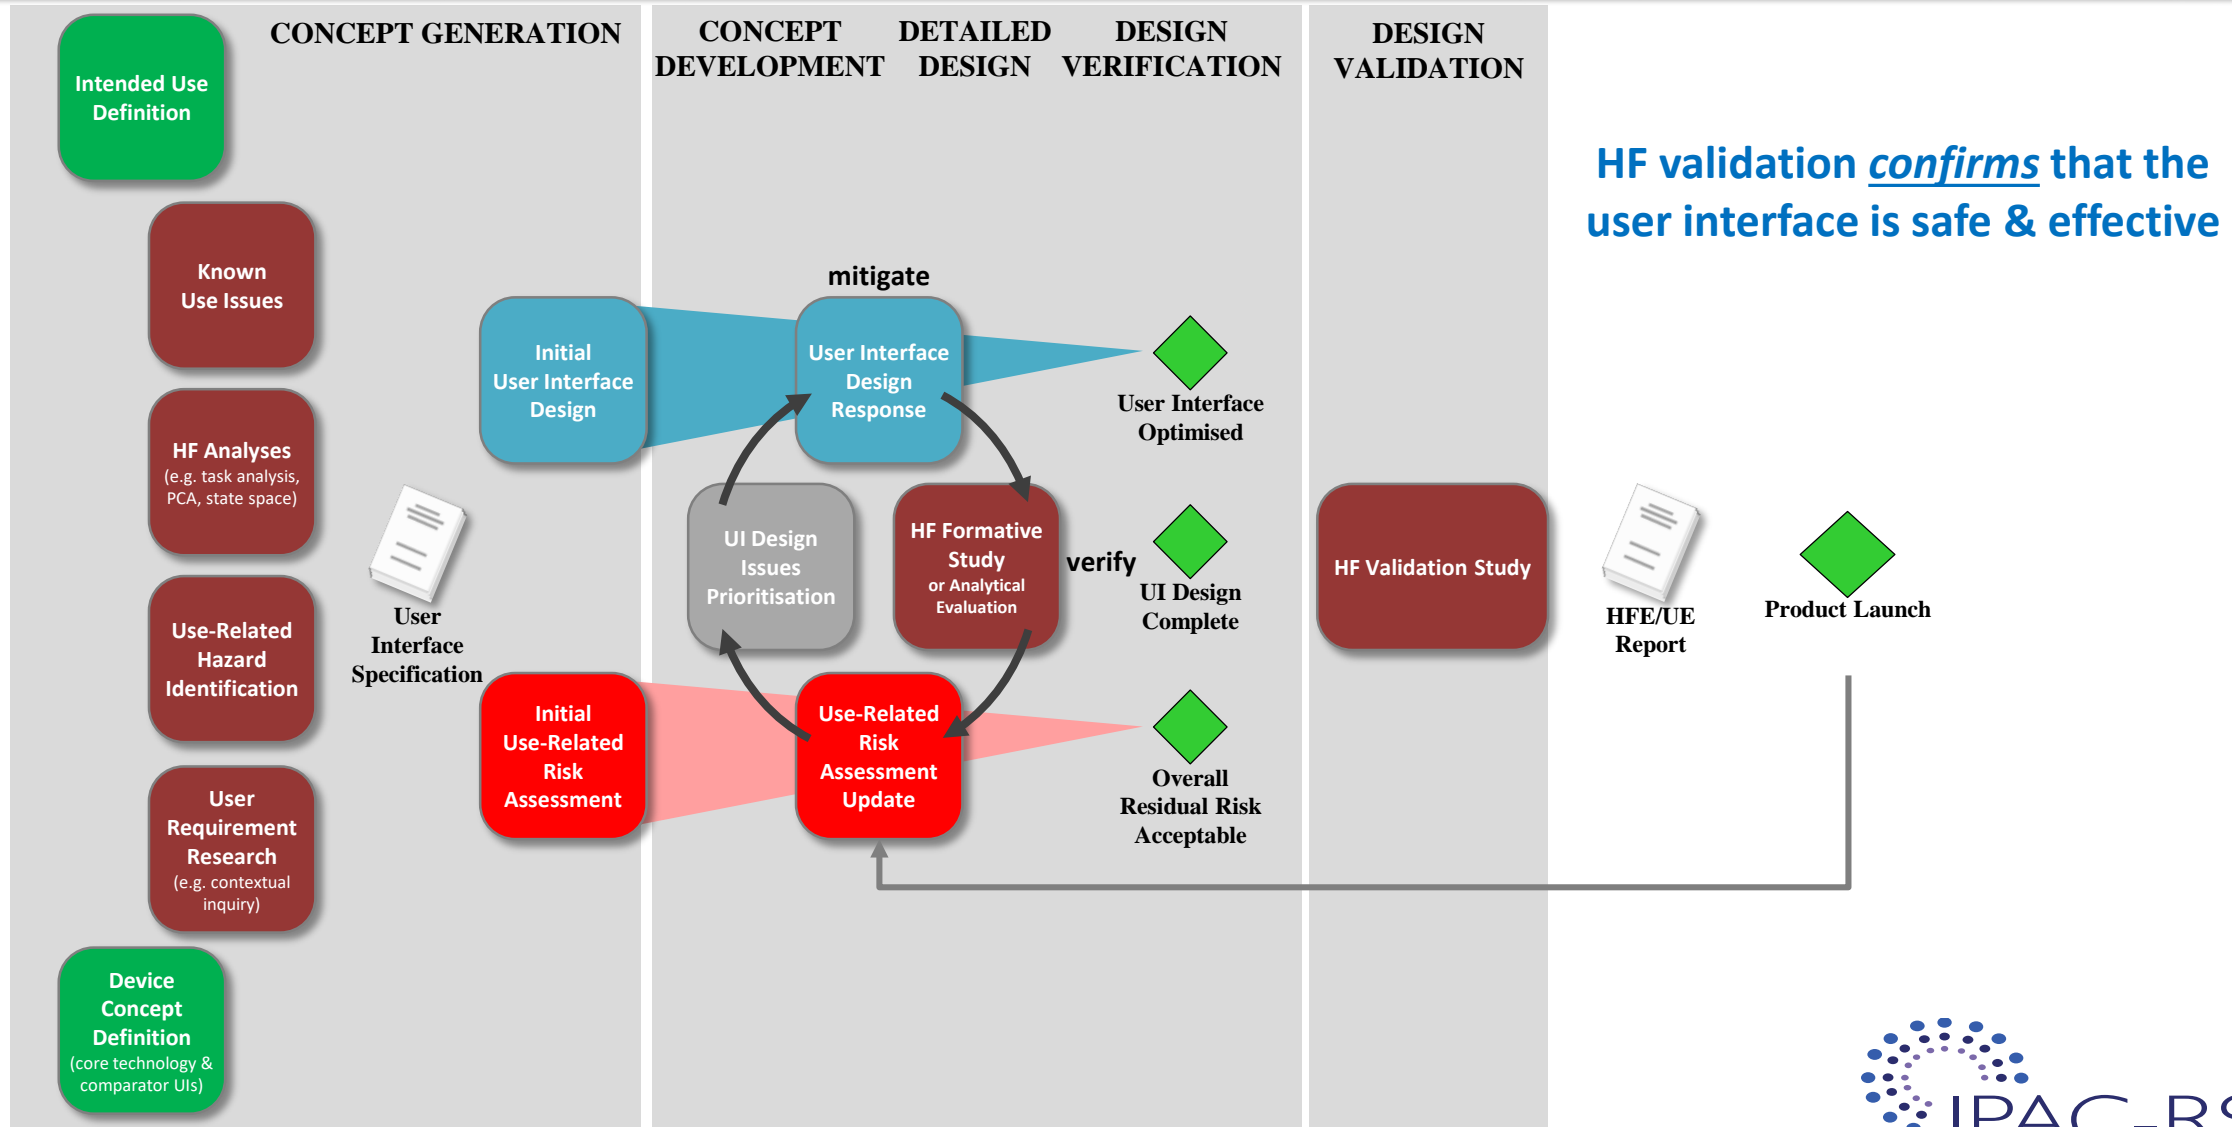 CONCEPT GENERATION
CONCEPT
DEVELOPMENT
DETAILED
DESIGN
DESIGN
VERIFICATION
DESIGN
VALIDATION
Intended Use
Definition
Known
Use Issues
HF Analyses
(e.g. task analysis,
PCA, state space)
Use-Related
Hazard
Identification
User
Requirement
Research
(e.g. contextual
inquiry)
Device
Concept
Definition
(core technology &
comparator UIs)
User
Interface
Specification
Initial
User Interface
Design
Initial
Use-Related
Risk
Assessment
mitigate
User Interface
Design
Response
UI Design
Issues
Prioritisation
HF Formative
Study
or Analytical
Evaluation
verify
Use-Related
Risk
Assessment
Update
User Interface
Optimised
UI Design
Complete
Overall
Residual Risk
Acceptable
HF Validation Study
HF validation confirms that the
user interface is safe & effective
HFE/UE
Report
Product Launch
IPAC-RS